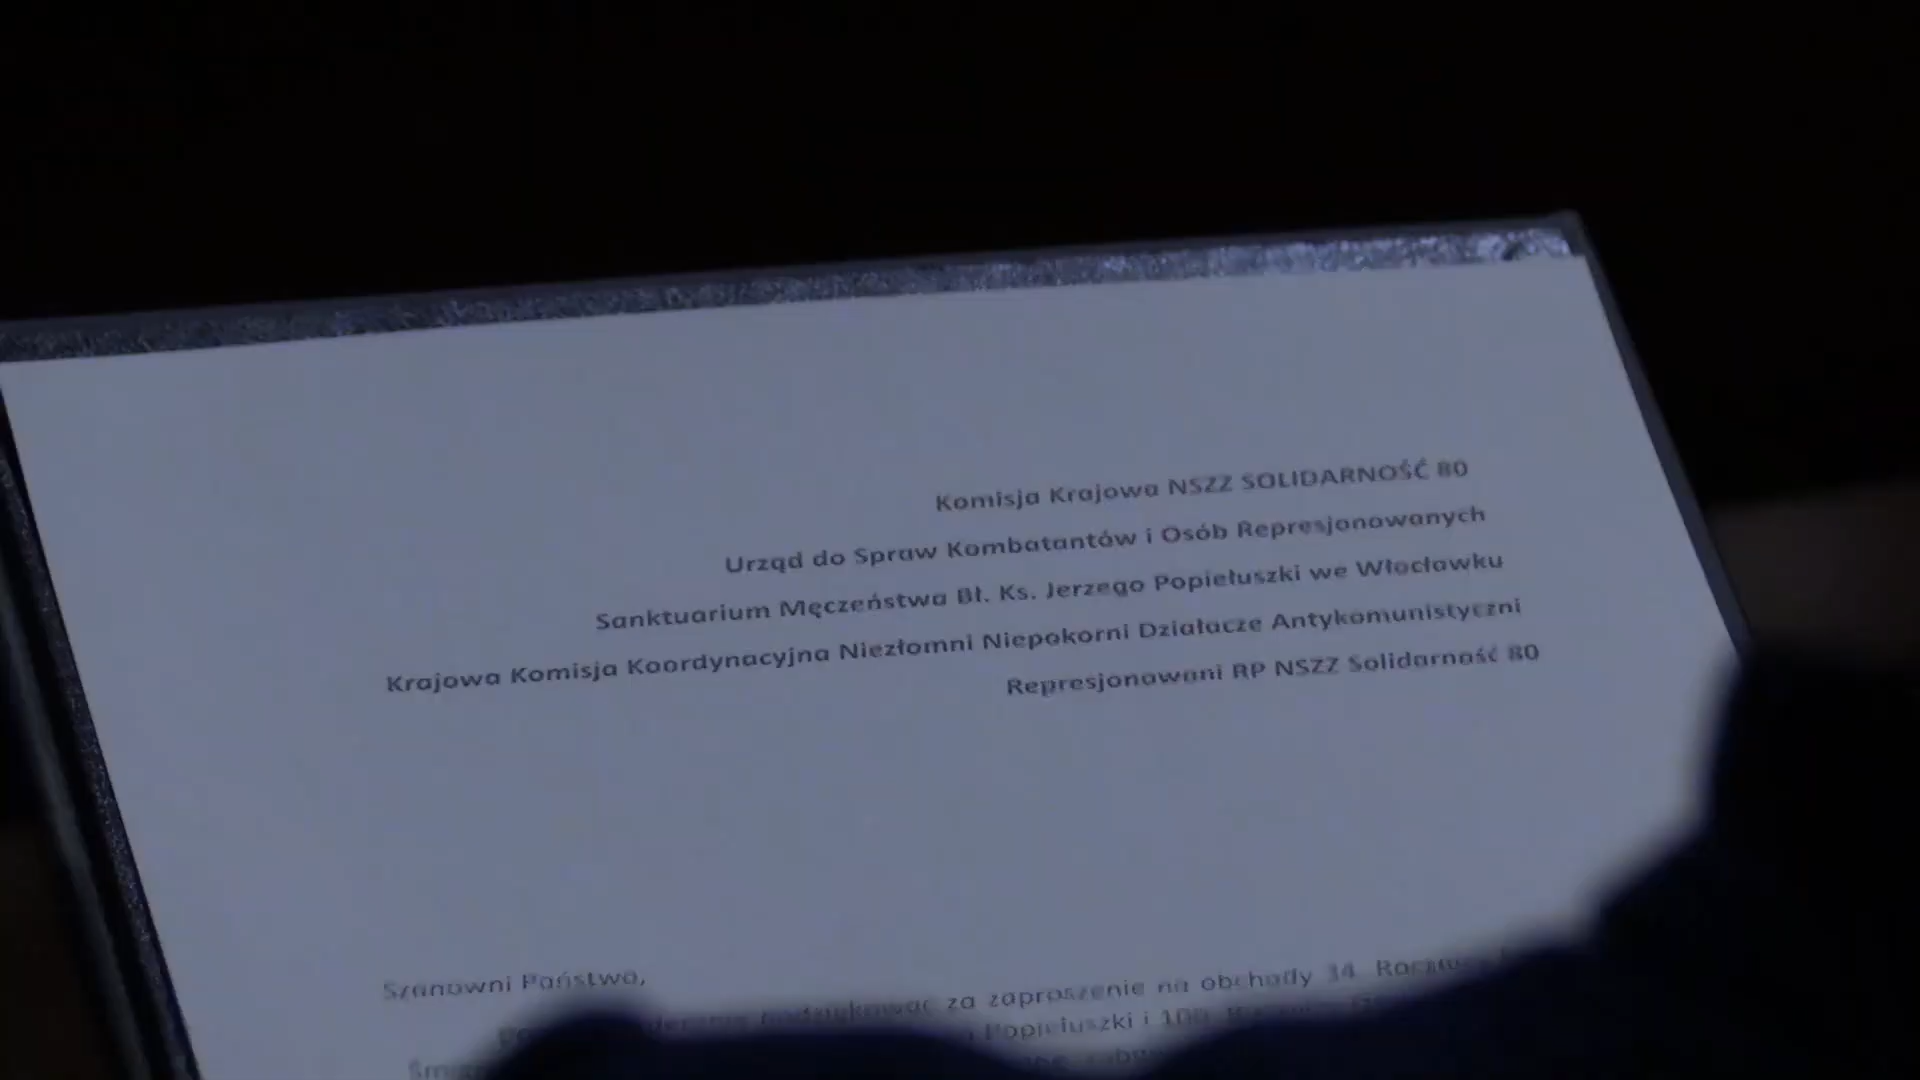 Komisja Krajowa NSZZ SOLIDARNOŚĆ 80
Urząd do Spraw Kombatantów i Osób Represjonowanych
Sanktuarium Męczeństwa Bł. Ks. Jerzego Popiełuszki we Włocławku
Krajowa Komisja Koordynacyjna Niezłomni Niepokorni Działacze Antykomunistyczni
Represjonowani RP NSZZ Solidarność 80
Szanowni Państwo,
podziękować za zaproszenie na obchody 34.
Popiełuszki i 100.